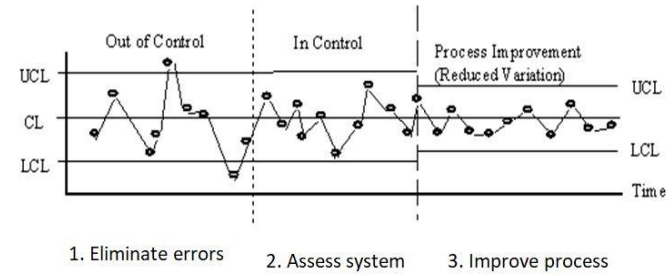 Out of Control
In Control
Process Improvement
(Reduced Variation)
UCL
UCL
CL
LCL
LCL
Time
1. Eliminate errors
2. Assess system
3. Improve process